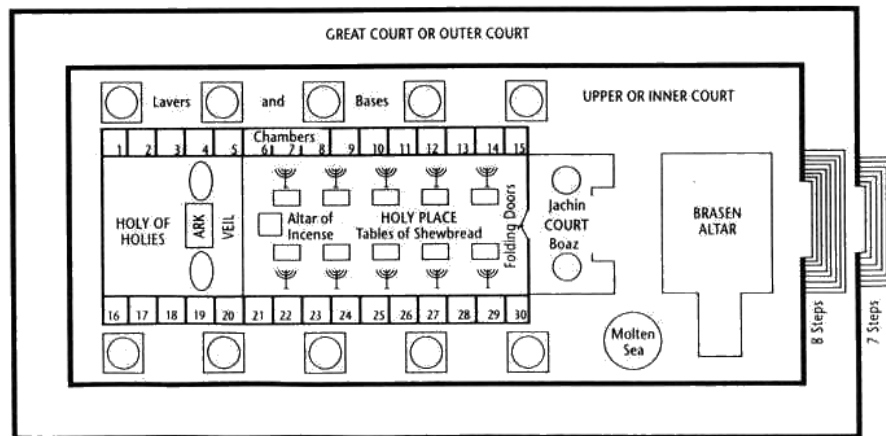 GREAT COURT OR OUTER COURT
Lavers and Bases
UPPER OR INNER COURT
Chambers
1 2 3 4 5 6 7 8 9 10 11 12 13 14 15
HOLY OF
HOLIES
ARK
VEIL
Altar of
Incense
HOLY PLACE
Tables of Shewbread
Folding Doors
Jachin
COURT
Boaz
BRASEN
ALTAR
16 17 18 19 20 21 22 23 24 25 26 27 28 29 30
Molten
Sea
8 Steps
7 Steps